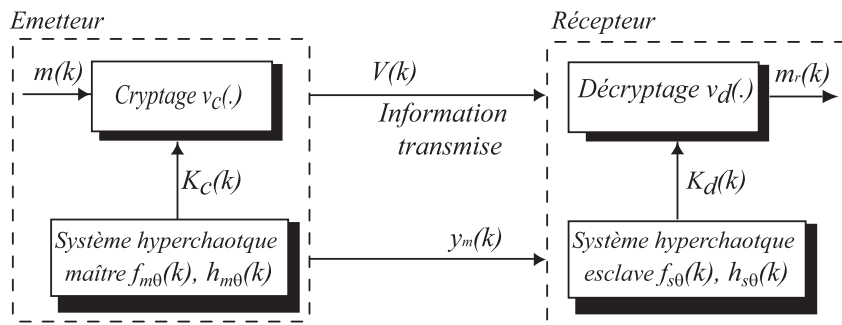 Emetteur
Récepteur
m(k)
Cryptage v_c(.)
V(k)
Information
transmise
Décryptage v_d(.)
m_r(k)
K_c(k)
K_d(k)
Système hyperchaotque
maître f_mθ(k), h_mθ(k)
y_m(k)
Système hyperchaotque
esclave f_sθ(k), h_sθ(k)